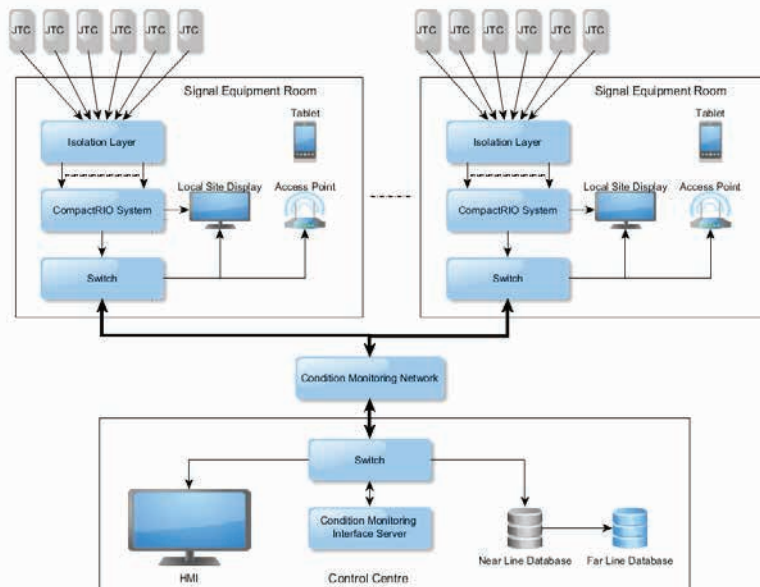 JTC JTC JTC JTC JTC JTC
JTC JTC JTC JTC JTC JTC
Signal Equipment Room
Tablet
Isolation Layer
Local Site Display
Access Point
CompactRIO System
Switch
Signal Equipment Room
Tablet
Isolation Layer
Local Site Display
Access Point
CompactRIO System
Switch
Condition Monitoring Network
Switch
Condition Monitoring
Interface Server
HMI
Near Line Database
Far Line Database
Control Centre